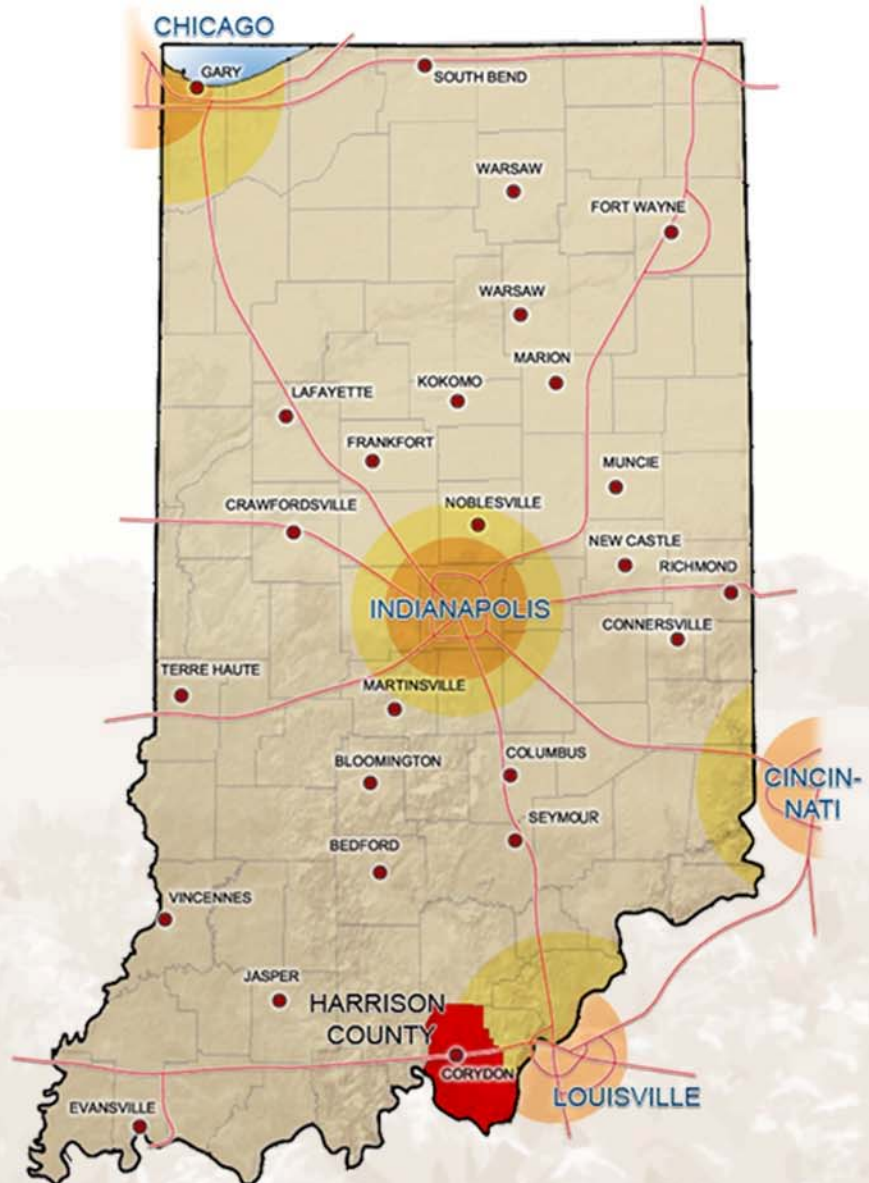 CHICAGO
GARY
SOUTH BEND
WARSAW
FORT WAYNE
WARSAW
MARION
KOKOMO
LAFAYETTE
FRANKFORT
MUNCIE
CRAWFORDSVILLE
NOBLESVILLE
NEW CASTLE
RICHMOND
INDIANAPOLIS
CONNERSVILLE
TERRE HAUTE
MARTINSVILLE
BLOOMINGTON
COLUMBUS
CINCIN-
NATI
SEYMOUR
BEDFORD
VINCENNES
JASPER
HARRISON
COUNTY
CORYDON
LOUISVILLE
EVANSVILLE